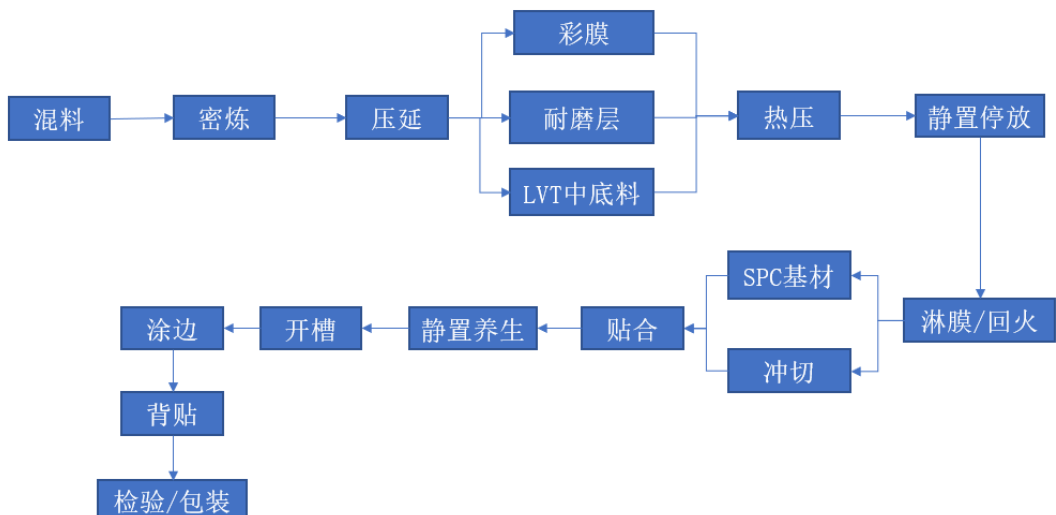 混料
密炼
压延
彩膜
耐磨层
LVT中底料
热压
静置停放
淋膜/回火
SPC基材
冲切
贴合
静置养生
开槽
涂边
背贴
检验/包装